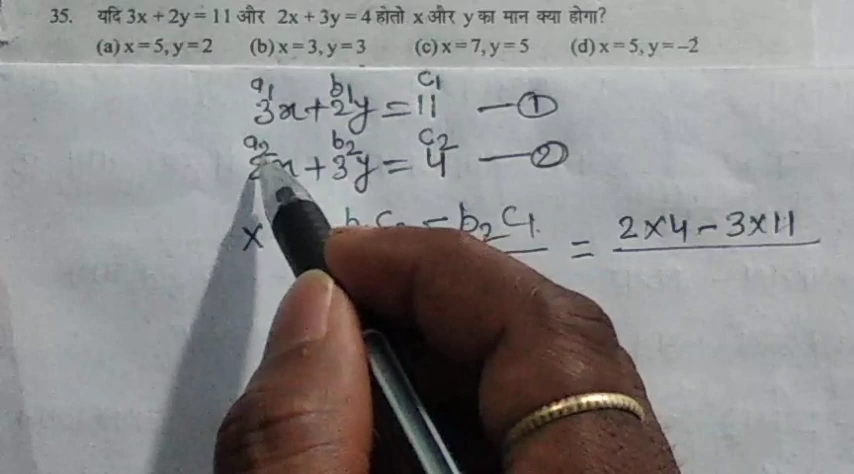 35. यदि 3x + 2y = 11 और 2x + 3y = 4 होतो x और y का मान क्या होगा?
(a) x = 5, y = 2 (b) x = 3, y = 3 (c) x = 7, y = 5 (d) x = 5, y = -2
a1 b1 c1
3x + 2y = 11 — ①
a2 b2 c2
2x + 3y = 4 — ②
x - b2c1 = 2×4 - 3×11